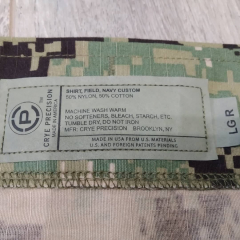 CRYE PRECISION
SHIRT, FIELD, NAVY CUSTOM
50% NYLON, 50% COTTON
MACHINE WASH WARM
NO SOFTENERS, BLEACH, STARCH, ETC.
TUMBLE DRY, DO NOT IRON
MFR: CRYE PRECISION BROOKLYN, NY
MADE IN USA FROM U.S. MATERIALS
U.S. AND FOREIGN PATENTS PENDING
LG R